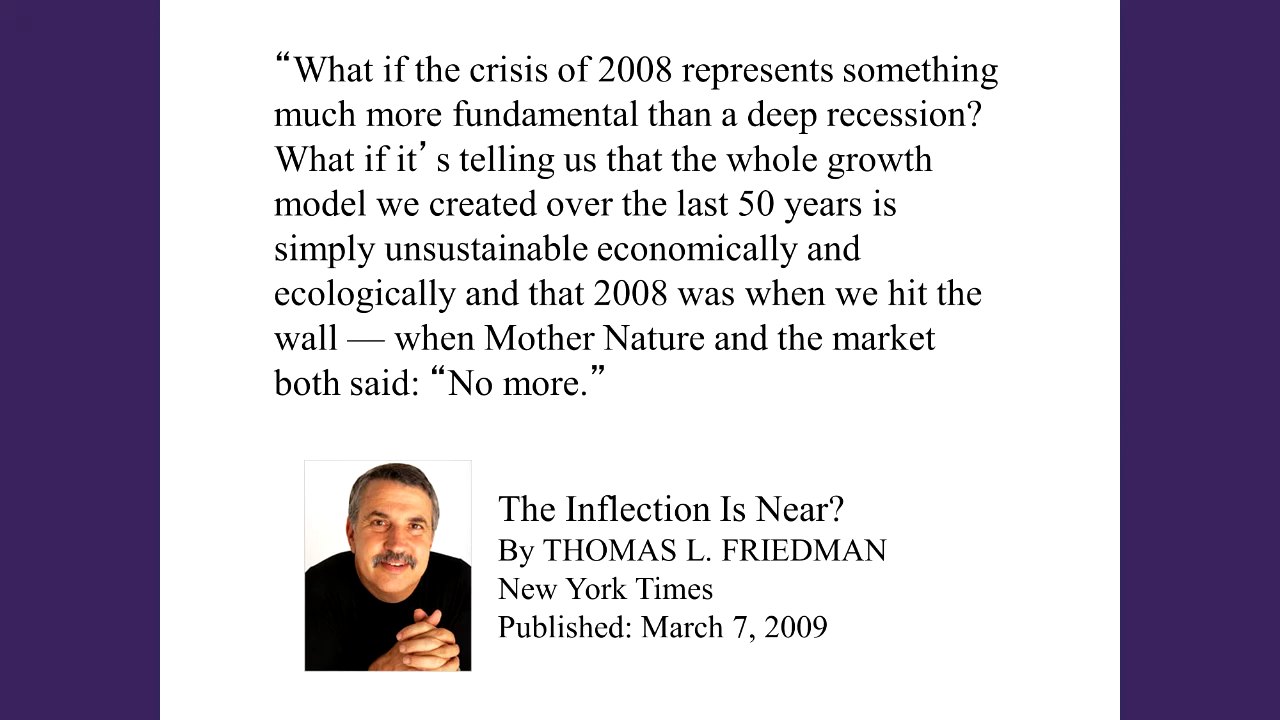 “What if the crisis of 2008 represents something
much more fundamental than a deep recession?
What if it’s telling us that the whole growth
model we created over the last 50 years is
simply unsustainable economically and
ecologically and that 2008 was when we hit the
wall — when Mother Nature and the market
both said: “No more.”
The Inflection Is Near?
By THOMAS L. FRIEDMAN
New York Times
Published: March 7, 2009